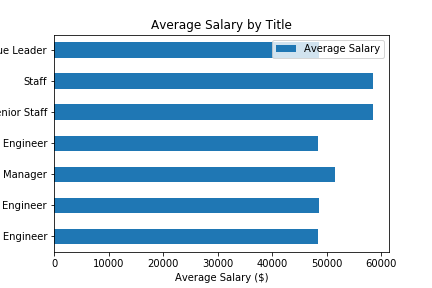 Average Salary by Title
ue Leader
Average Salary
Staff
enior Staff
Engineer
Manager
Engineer
Engineer
0 10000 20000 30000 40000 50000 60000
Average Salary ($)